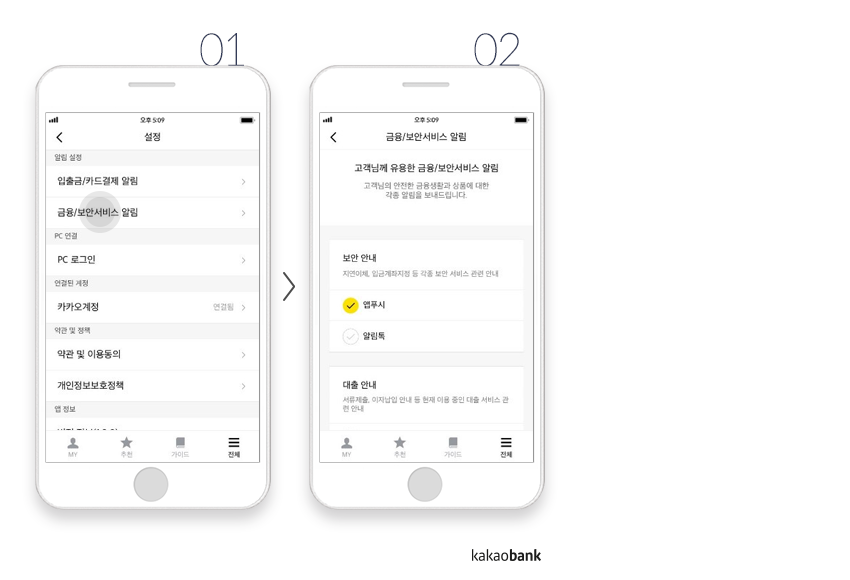 01
오후 5:09
설정
알림 설정
입출금/카드결제 알림
금융/보안서비스 알림
PC 연결
PC 로그인
연결된 계정
카카오계정 연결됨
약관 및 정책
약관 및 이용동의
개인정보보호정책
앱 정보
MY 추천 가이드 전체
02
오후 5:09
금융/보안서비스 알림
고객님께 유용한 금융/보안서비스 알림
고객님의 안전한 금융생활과 상품에 대한
각종 알림을 보내드립니다.
보안 안내
지연이체, 입금계좌지정 등 각종 보안 서비스 관련 안내
앱푸시
알림톡
대출 안내
서류제출, 이자납입 안내 등 현재 이용 중인 대출 서비스 관
련 안내
MY 추천 가이드 전체
kakaobank